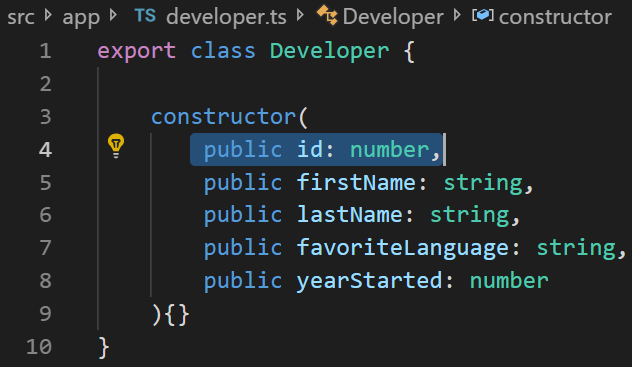 src > app > TS developer.ts > Developer > constructor
1 export class Developer {
2
3 constructor(
4 public id: number,
5 public firstName: string,
6 public lastName: string,
7 public favoriteLanguage: string,
8 public yearStarted: number
9 ){}
10 }